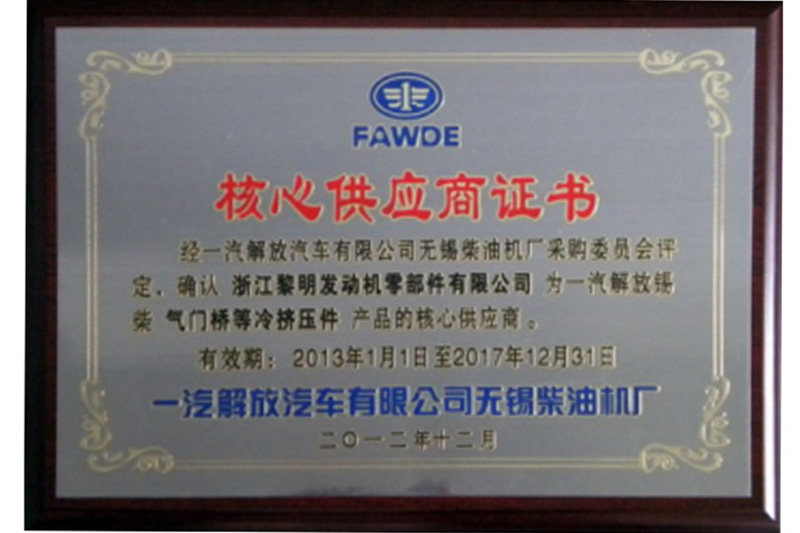 FAWDE
核心供应商证书
经一汽解放汽车有限公司无锡柴油机厂采购委员会评
定，确认 浙江黎明发动机零部件有限公司 为一汽解放锡
柴 气门桥等冷挤压件 产品的核心供应商。
有效期：2013年1月1日至2017年12月31日
一汽解放汽车有限公司无锡柴油机厂
二〇一二年十二月